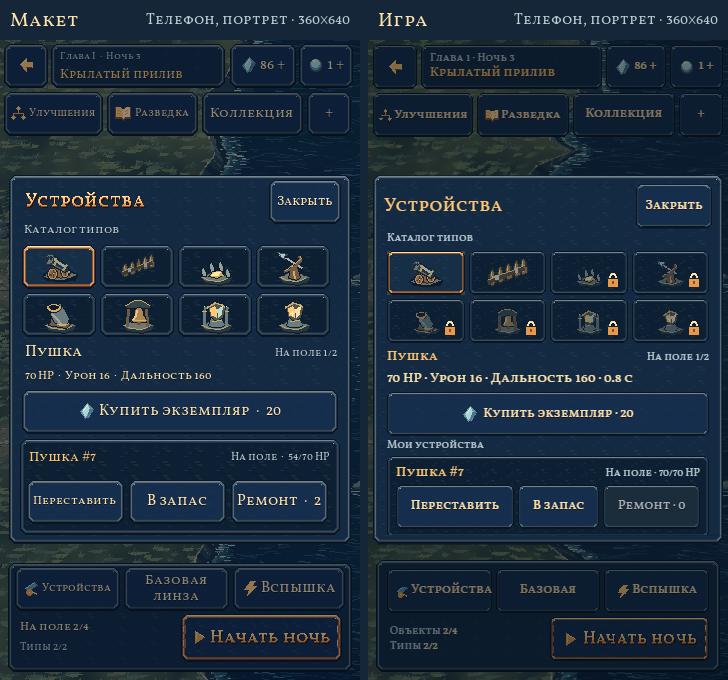 Макет
Телефон, портрет · 360×640
Глава I · Ночь 3
Крылатый прилив
86 +
1 +
Улучшения
Разведка
Коллекция
+
Устройства
Закрыть
Каталог типов
Пушка
На поле 1/2
70 HP · Урон 16 · Дальность 160
Купить экземпляр · 20
Пушка #7
На поле · 54/70 HP
Переставить
В запас
Ремонт · 2
Устройства
Базовая
линза
Вспышка
На поле 2/4
Типы 2/2
Начать ночь
Игра
Телефон, портрет · 360×640
Глава 1 · Ночь 3
Крылатый прилив
86 +
1 +
Улучшения
Разведка
Коллекция
+
Устройства
Закрыть
Каталог типов
Пушка
На поле 1/2
70 HP · Урон 16 · Дальность 160 · 0.8 с
Купить экземпляр · 20
Мои устройства
Пушка #7
На поле · 70/70 HP
Переставить
В запас
Ремонт · 0
Устройства
Базовая
Вспышка
Объекты 2/4
Типы 2/2
Начать ночь